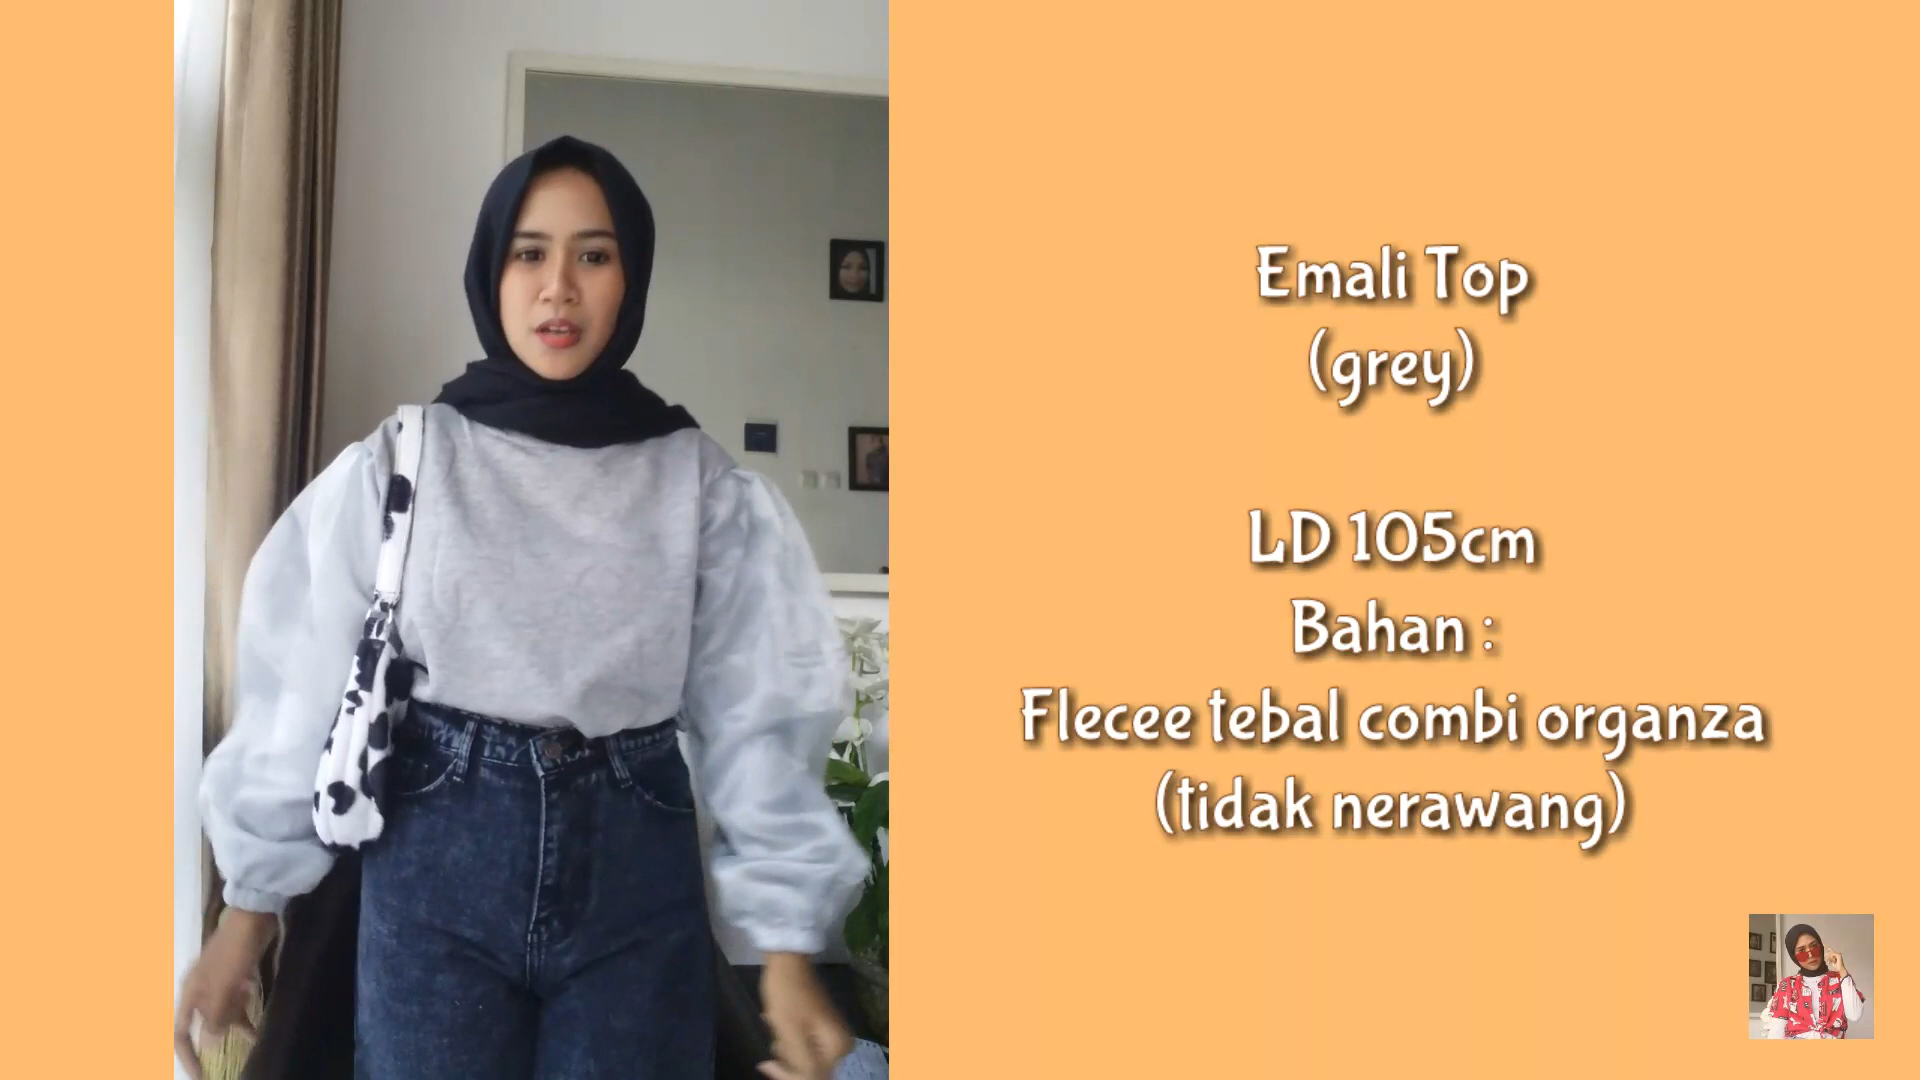 Emali Top
(grey)
LD 105cm
Bahan :
Flecee tebal combi organza
(tidak nerawang)